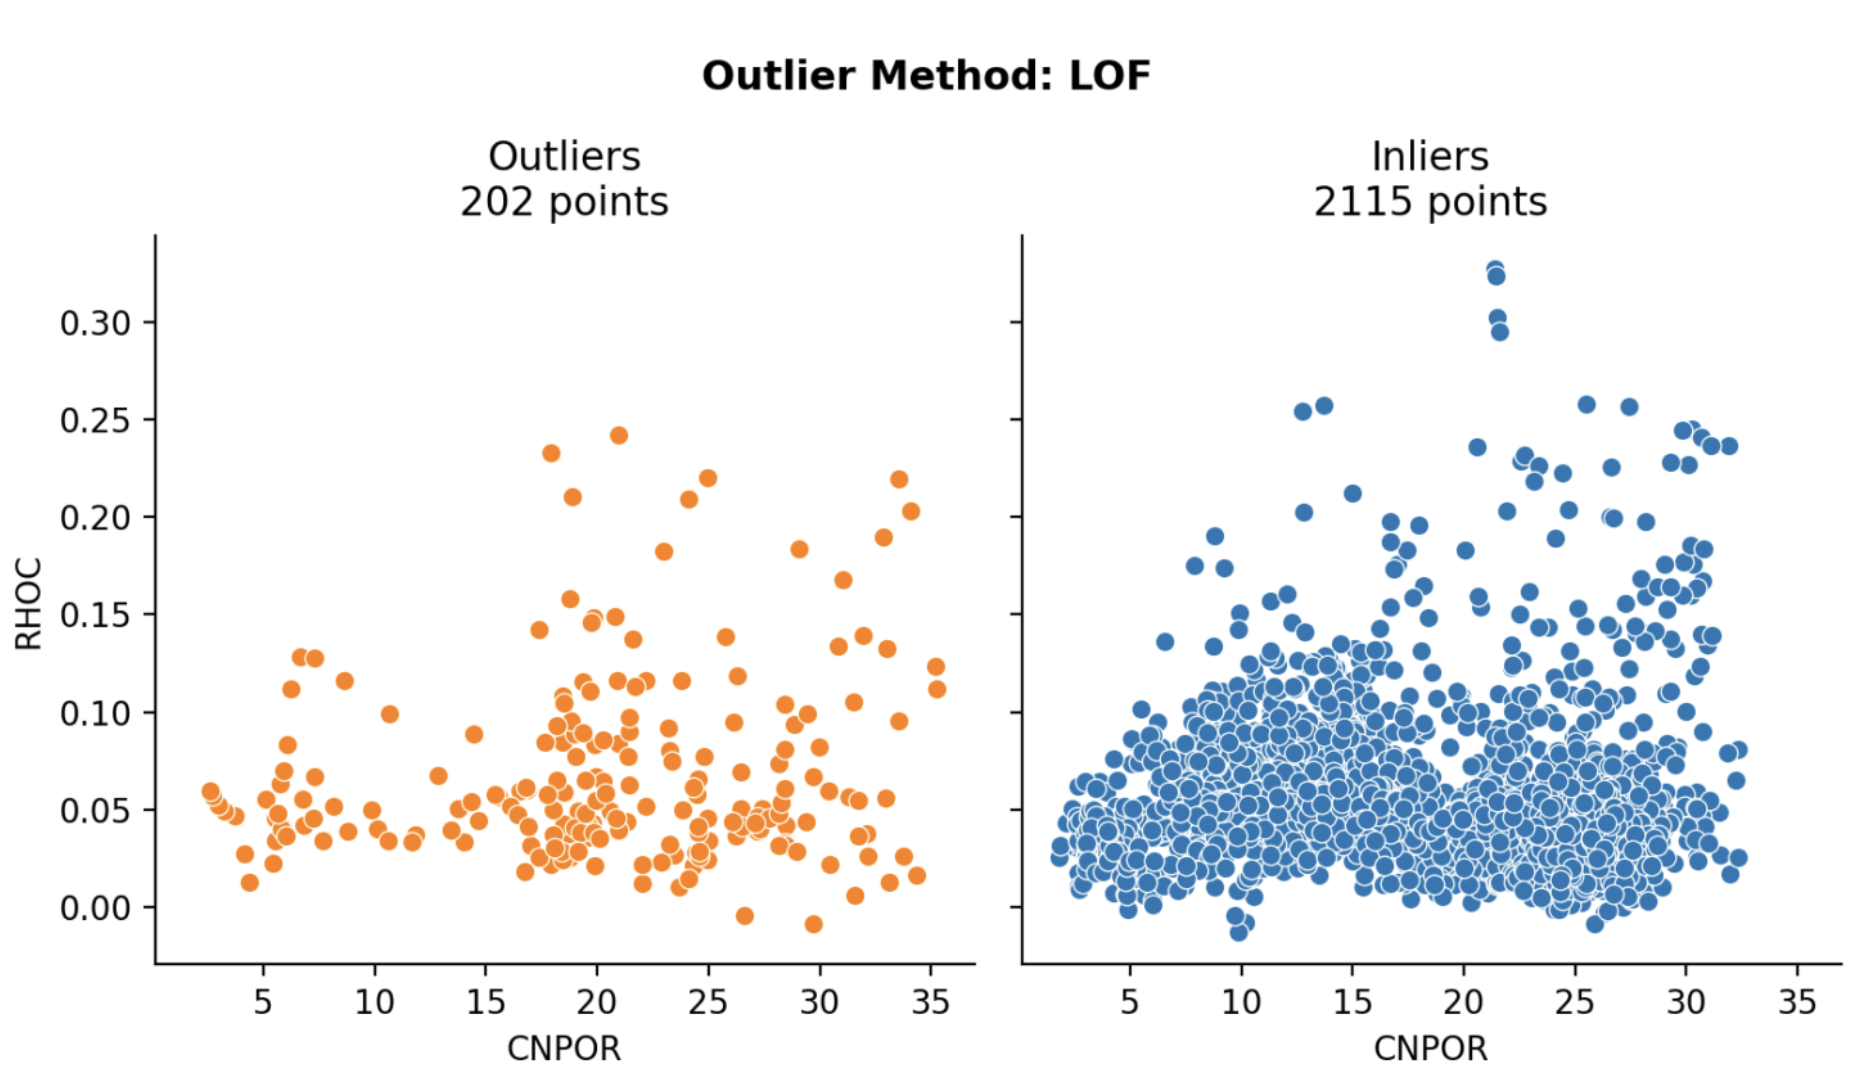 Outlier Method: LOF
Outliers
202 points
Inliers
2115 points
RHOC
0.30
0.25
0.20
0.15
0.10
0.05
0.00
5 10 15 20 25 30 35
CNPOR
5 10 15 20 25 30 35
CNPOR